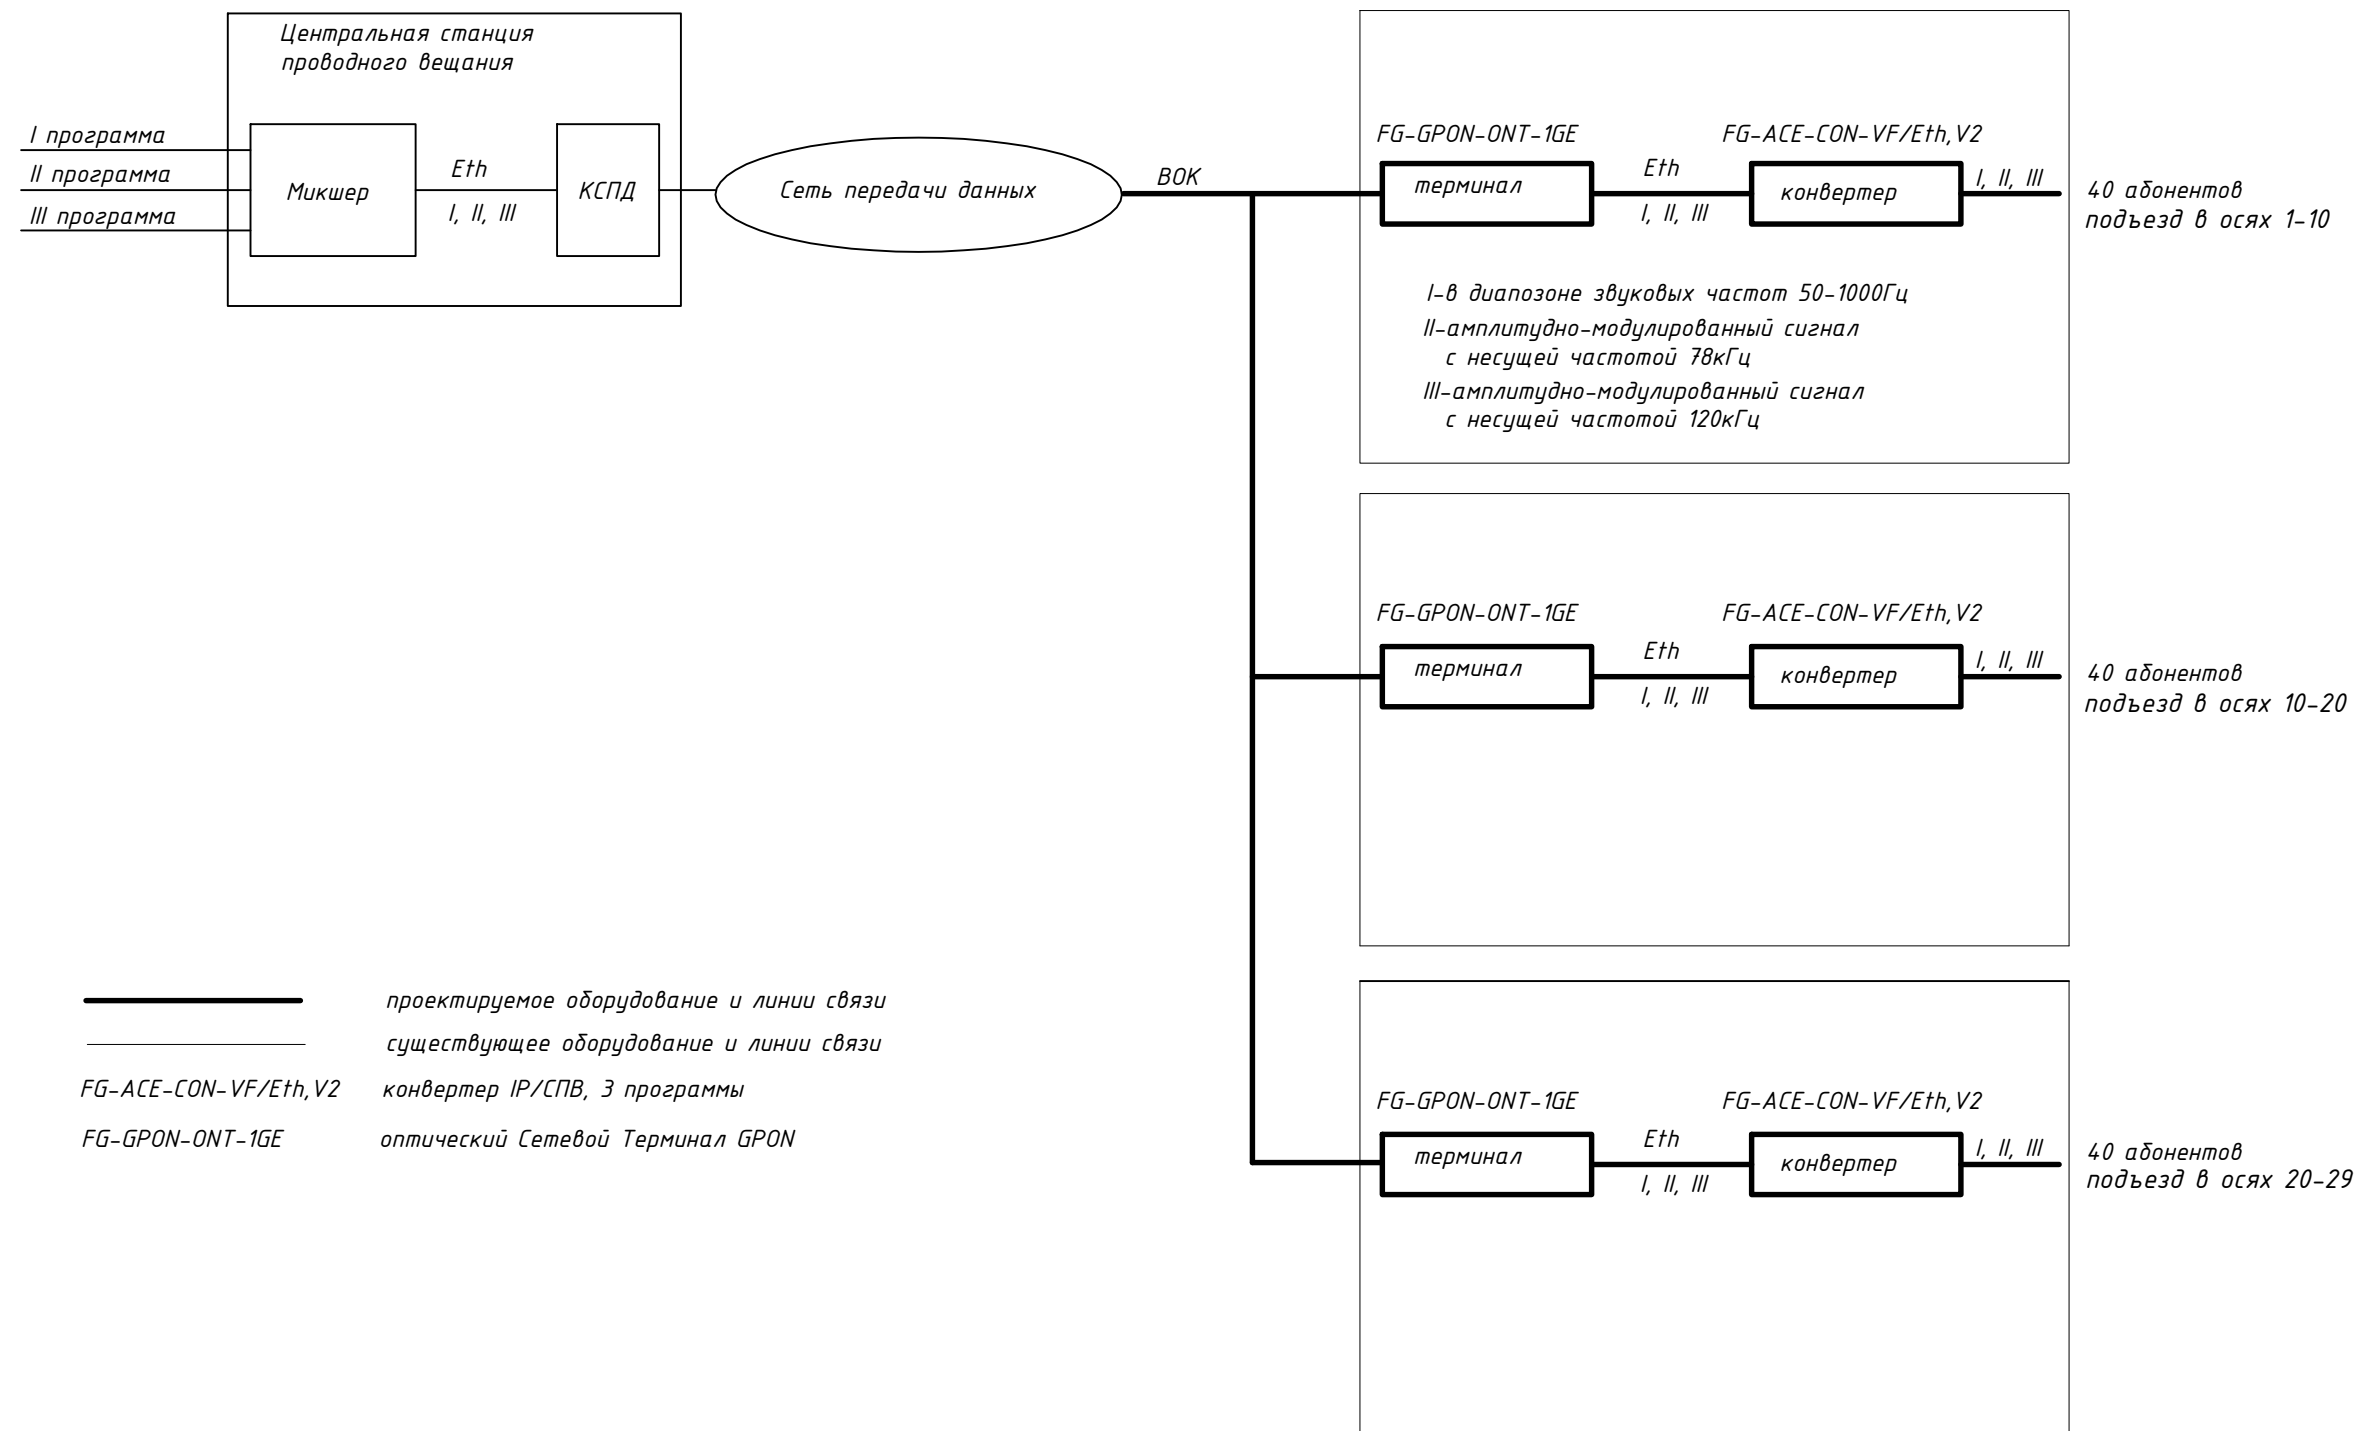 Центральная станция
проводного вещания
I программа
II программа
III программа
Микшер
Eth
I, II, III
КСПД
Сеть передачи данных
ВОК
FG-GPON-ONT-1GE
FG-ACE-CON-VF/Eth,V2
терминал
Eth
I, II, III
конвертер
I, II, III
40 абонентов
подъезд в осях 1-10
I-в диапозоне звуковых частот 50-1000Гц
II-амплитудно-модулированный сигнал
с несущей частотой 78кГц
III-амплитудно-модулированный сигнал
с несущей частотой 120кГц
FG-GPON-ONT-1GE
FG-ACE-CON-VF/Eth,V2
терминал
Eth
I, II, III
конвертер
I, II, III
40 абонентов
подъезд в осях 10-20
FG-GPON-ONT-1GE
FG-ACE-CON-VF/Eth,V2
терминал
Eth
I, II, III
конвертер
I, II, III
40 абонентов
подъезд в осях 20-29
проектируемое оборудование и линии связи
существующее оборудование и линии связи
FG-ACE-CON-VF/Eth,V2 конвертер IP/СПВ, 3 программы
FG-GPON-ONT-1GE оптический Сетевой Терминал GPON